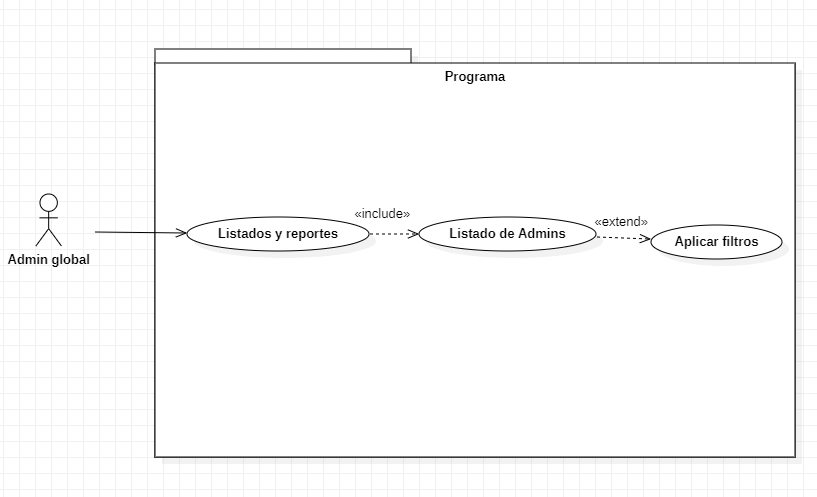 Programa
Admin global
Listados y reportes
«include»
Listado de Admins
«extend»
Aplicar filtros